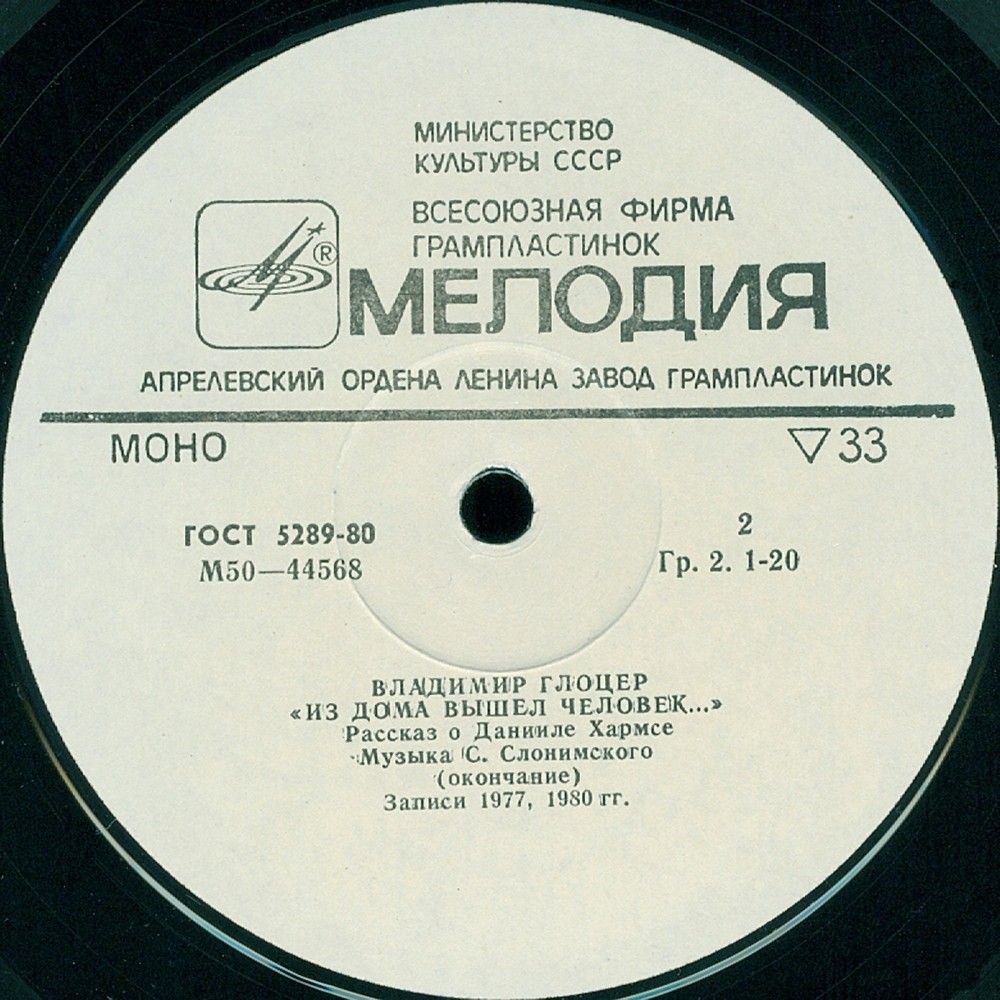 МИНИСТЕРСТВО
КУЛЬТУРЫ СССР
ВСЕСОЮЗНАЯ ФИРМА
ГРАМПЛАСТИНОК
®
МЕЛОДИЯ
АПРЕЛЕВСКИЙ ОРДЕНА ЛЕНИНА ЗАВОД ГРАМПЛАСТИНОК
МОНО
▽33
ГОСТ 5289-80
М50—44568
2
Гр. 2. 1-20
ВЛАДИМИР ГЛОЦЕР
«ИЗ ДОМА ВЫШЕЛ ЧЕЛОВЕК...»
Рассказ о Данииле Хармсе
Музыка С. Слонимского
(окончание)
Записи 1977, 1980 гг.